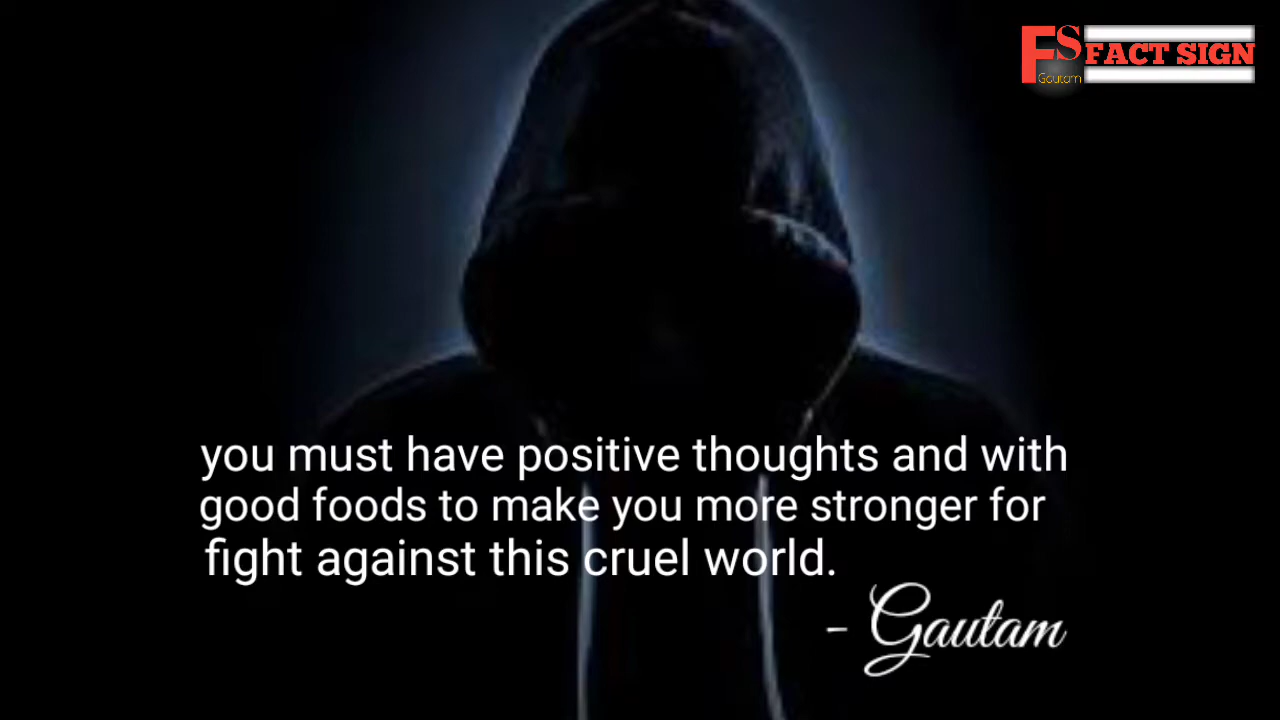 FS FACT SIGN
Gautam
you must have positive thoughts and with
good foods to make you more stronger for
fight against this cruel world.
- Gautam